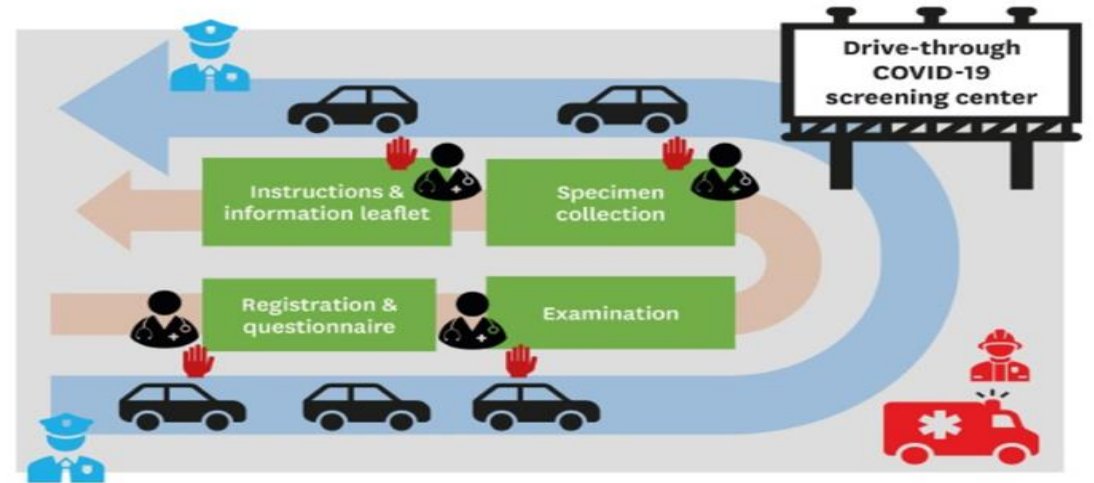 Drive-through
COVID-19
screening center
Instructions &
information leaflet
Specimen
collection
Registration &
questionnaire
Examination